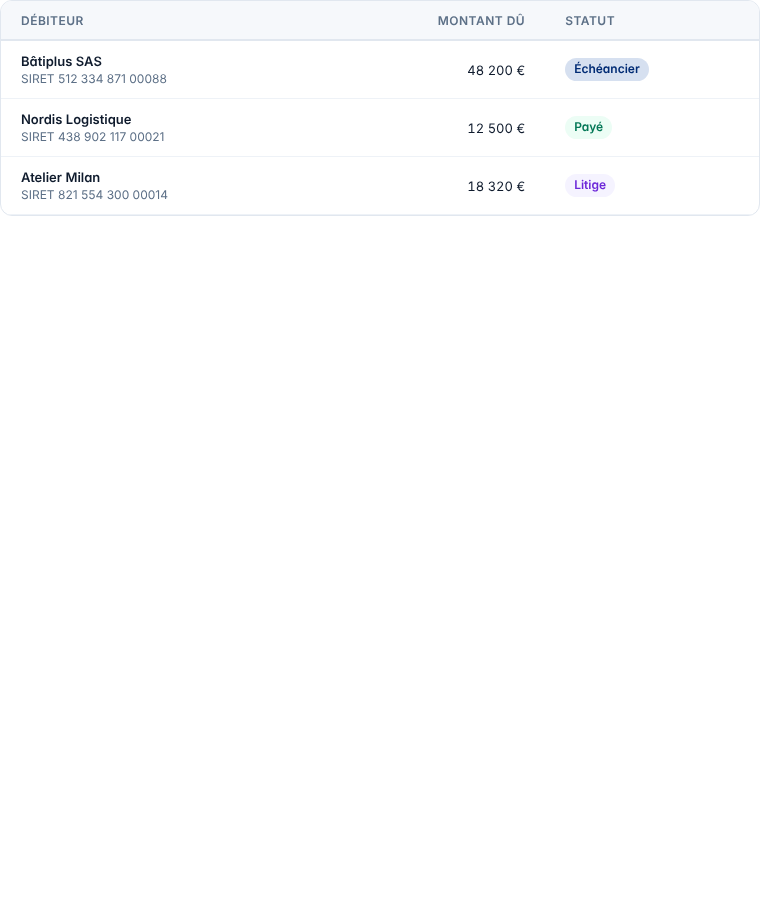 DÉBITEUR MONTANT DÛ STATUT
Bâtiplus SAS
SIRET 512 334 871 00088
48 200 €
Échéancier
Nordis Logistique
SIRET 438 902 117 00021
12 500 €
Payé
Atelier Milan
SIRET 821 554 300 00014
18 320 €
Litige